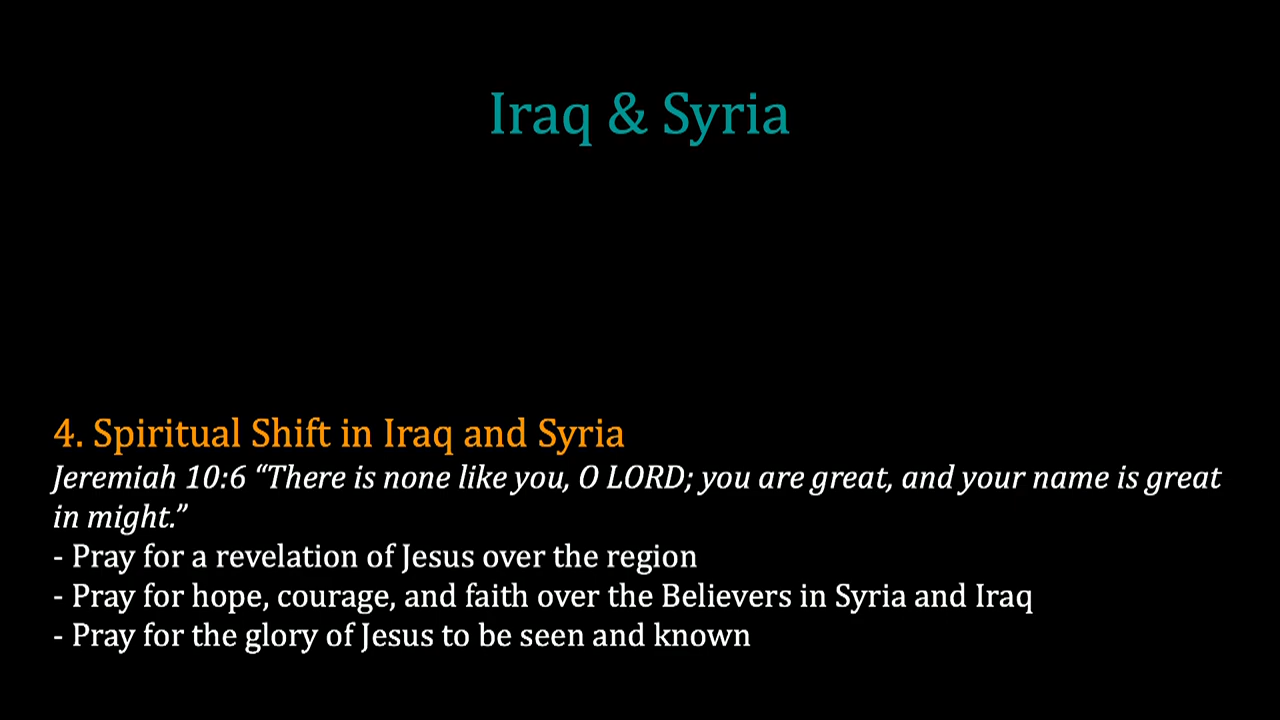 Iraq & Syria
4. Spiritual Shift in Iraq and Syria
Jeremiah 10:6 “There is none like you, O LORD; you are great, and your name is great
in might.”
- Pray for a revelation of Jesus over the region
- Pray for hope, courage, and faith over the Believers in Syria and Iraq
- Pray for the glory of Jesus to be seen and known